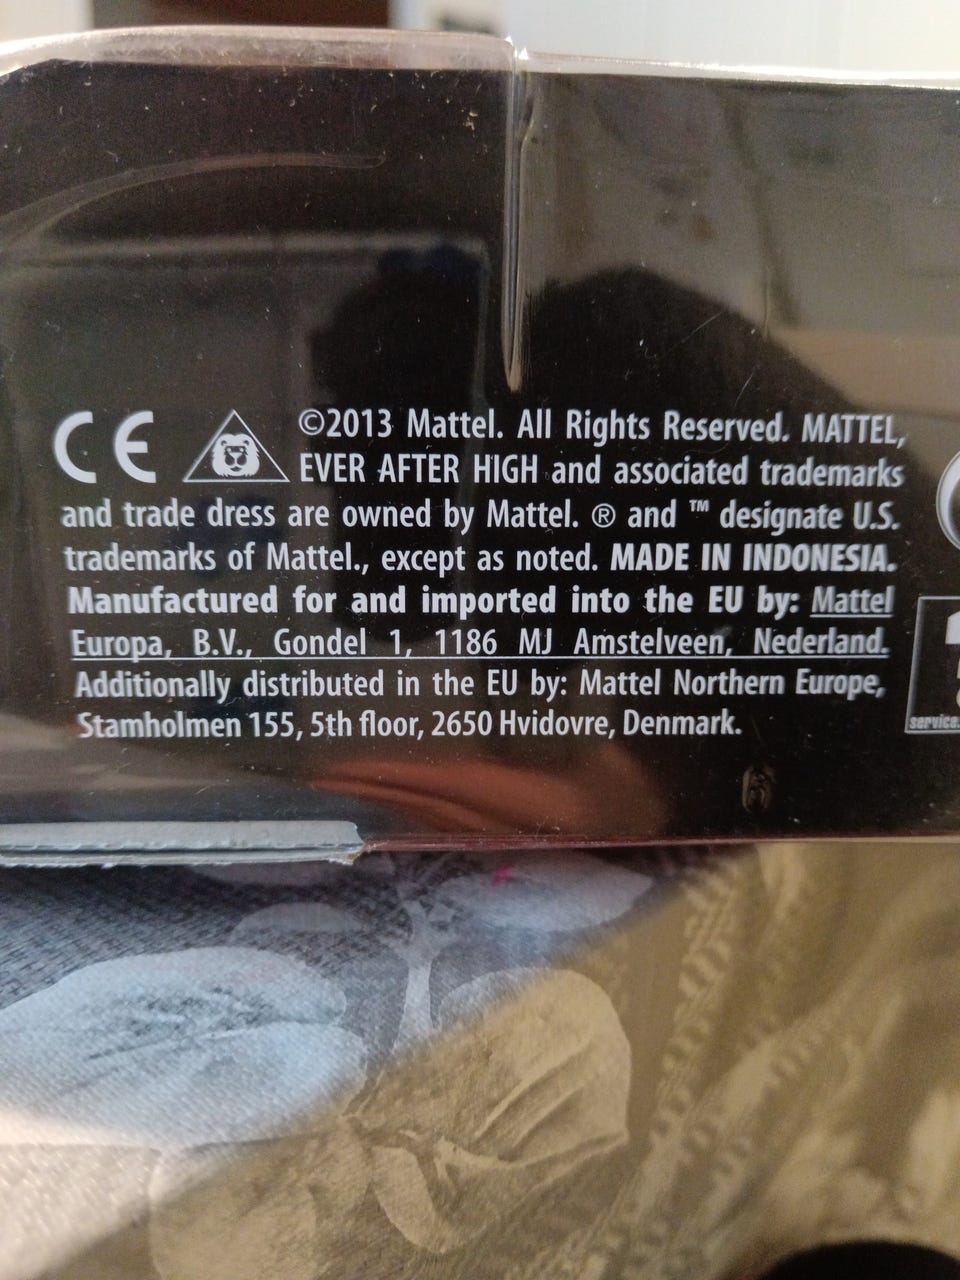 CE ©2013 Mattel. All Rights Reserved. MATTEL,
EVER AFTER HIGH and associated trademarks
and trade dress are owned by Mattel. ® and ™ designate U.S.
trademarks of Mattel., except as noted. MADE IN INDONESIA.
Manufactured for and imported into the EU by: Mattel
Europa, B.V., Gondel 1, 1186 MJ Amstelveen, Nederland.
Additionally distributed in the EU by: Mattel Northern Europe,
Stamholmen 155, 5th floor, 2650 Hvidovre, Denmark.
service.